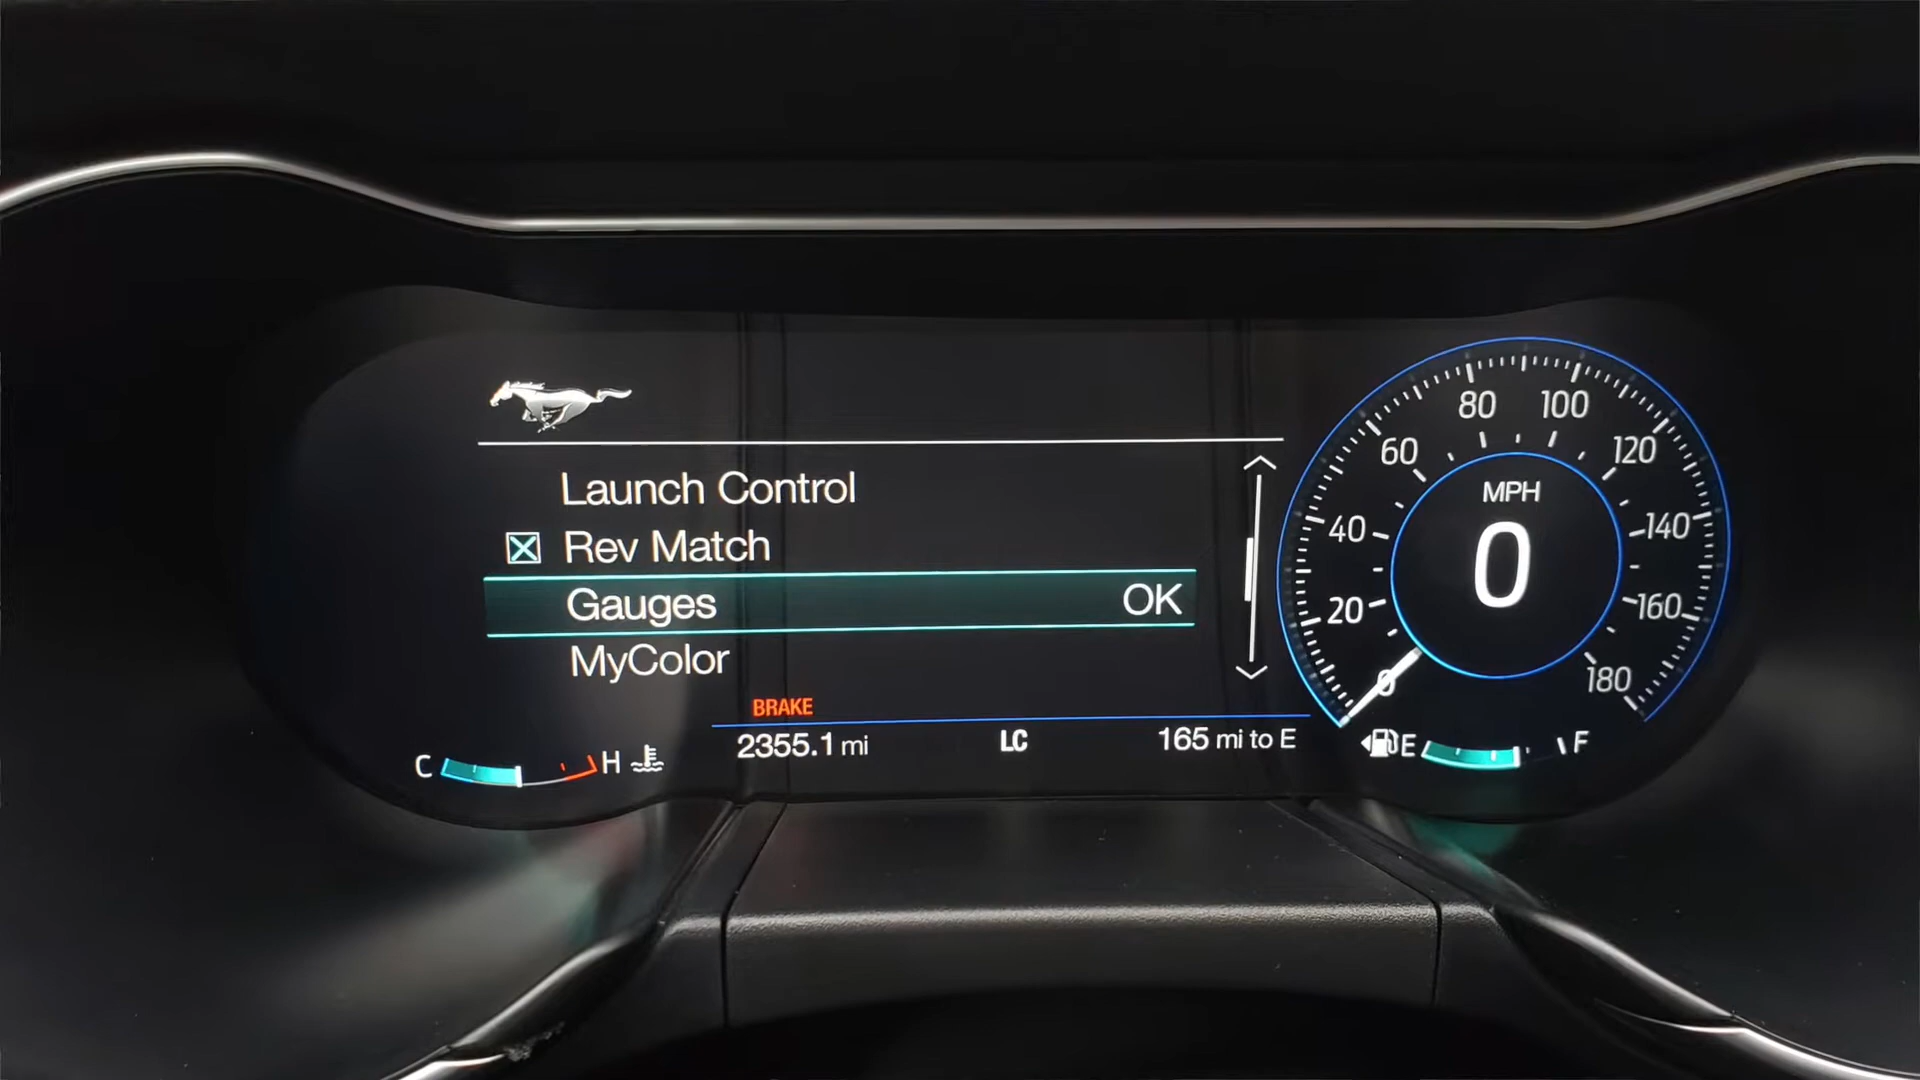 Launch Control
Rev Match
Gauges OK
MyColor
BRAKE
2355.1 mi LC 165 mi to E
C H
MPH
0
0 20 40 60 80 100 120 140 160 180
E F